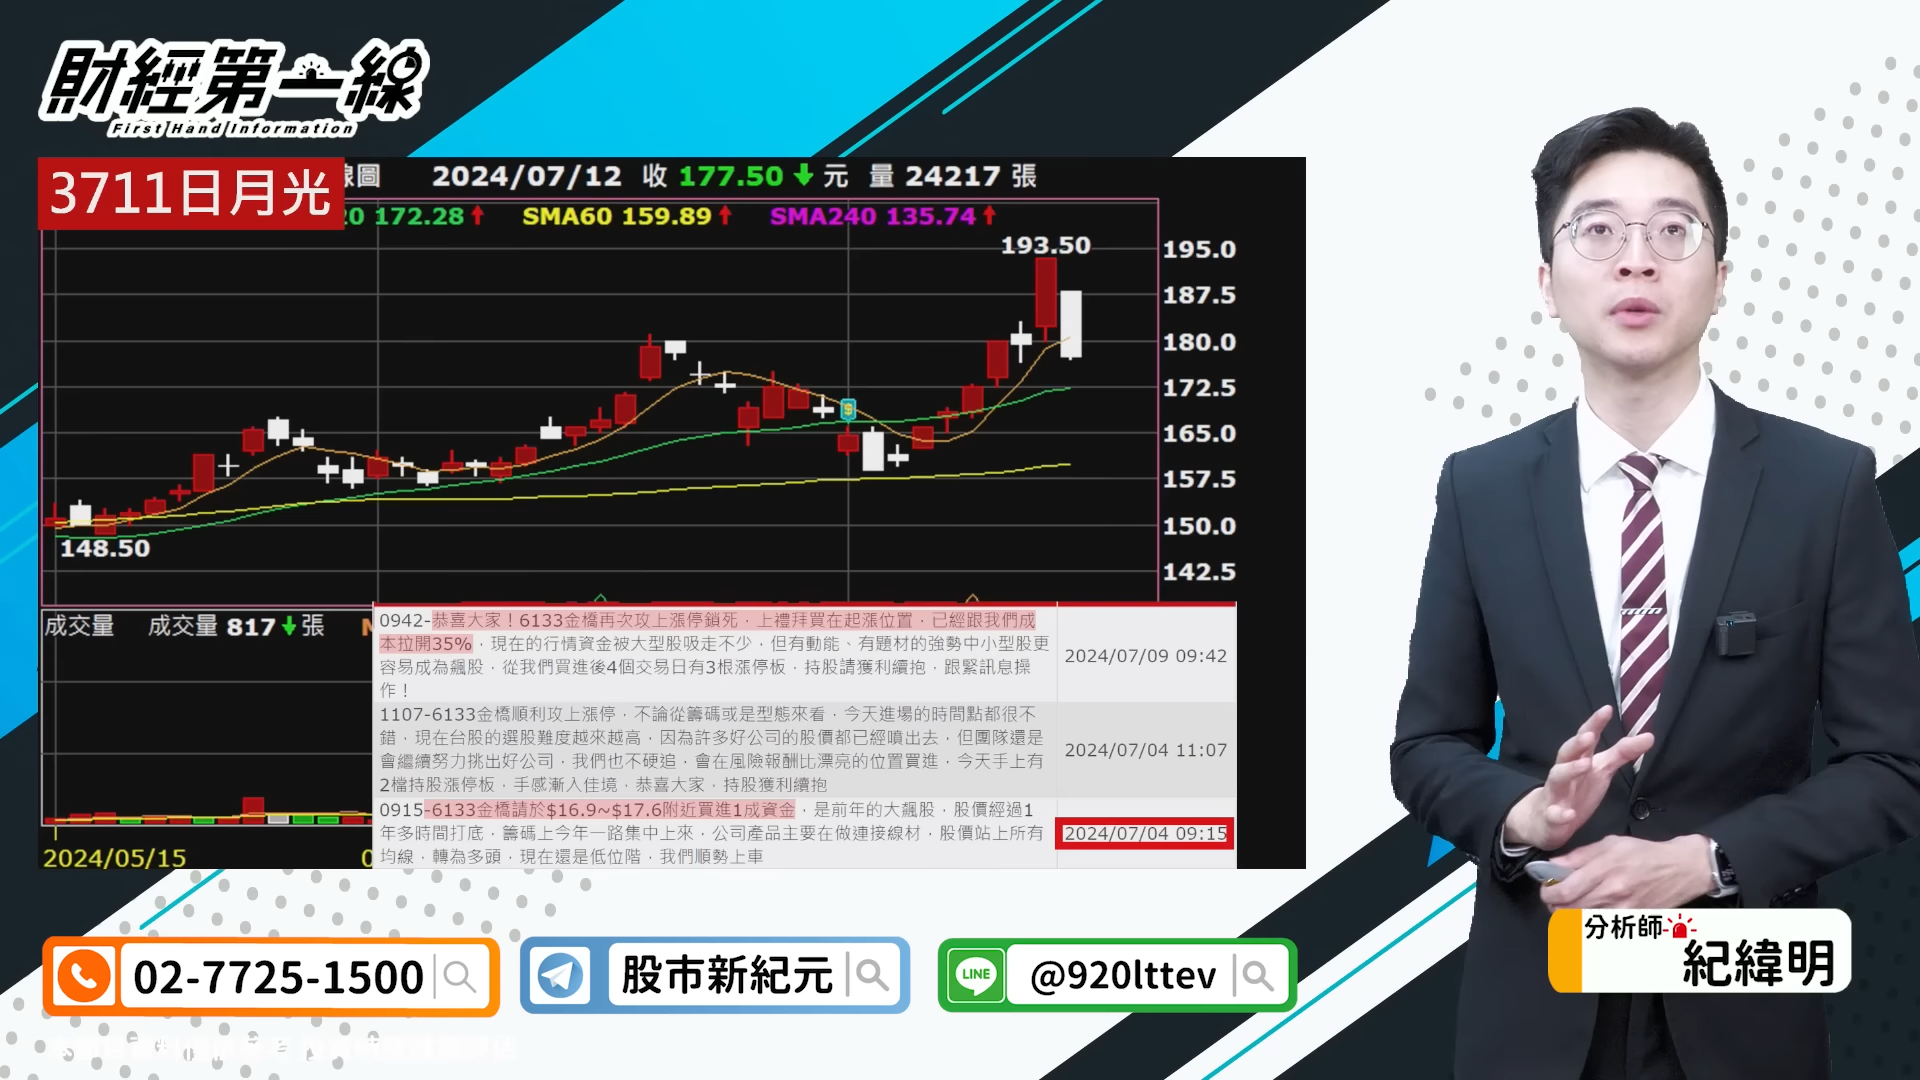 財經第一線
First Hand Information
3711日月光
線圖 2024/07/12 收 177.50 元 量 24217 張
20 172.28 SMA60 159.89 SMA240 135.74
193.50
195.0
187.5
180.0
172.5
165.0
157.5
150.0
142.5
148.50
成交量 成交量 817 張
2024/05/15
0942-恭喜大家！6133金橋再次攻上漲停鎖死，上禮拜買在起漲位置，已經跟我們成
本拉開35%，現在的行情資金被大型股吸走不少，但有動能、有題材的強勢中小型股更
容易成為飆股，從我們買進後4個交易日有3根漲停板，持股請獲利續抱，跟緊訊息操
作！
2024/07/09 09:42
1107-6133金橋順利攻上漲停，不論從籌碼或是型態來看，今天進場的時間點都很不
錯，現在台股的選股難度越來越高，因為許多好公司的股價都已經噴出去，但團隊還是
會繼續努力挑出好公司，我們也不硬追，會在風險報酬比漂亮的位置買進，今天手上有
2檔持股漲停板，手感漸入佳境，恭喜大家，持股獲利續抱
2024/07/04 11:07
0915-6133金橋請於$16.9~$17.6附近買進1成資金，是前年的大飆股，股價經過1
年多時間打底，籌碼上今年一路集中上來，公司產品主要在做連接線材，股價站上所有
均線，轉為多頭，現在還是低位階，我們順勢上車
2024/07/04 09:15
分析師
紀緯明
02-7725-1500
股市新紀元
LINE
@920lttev